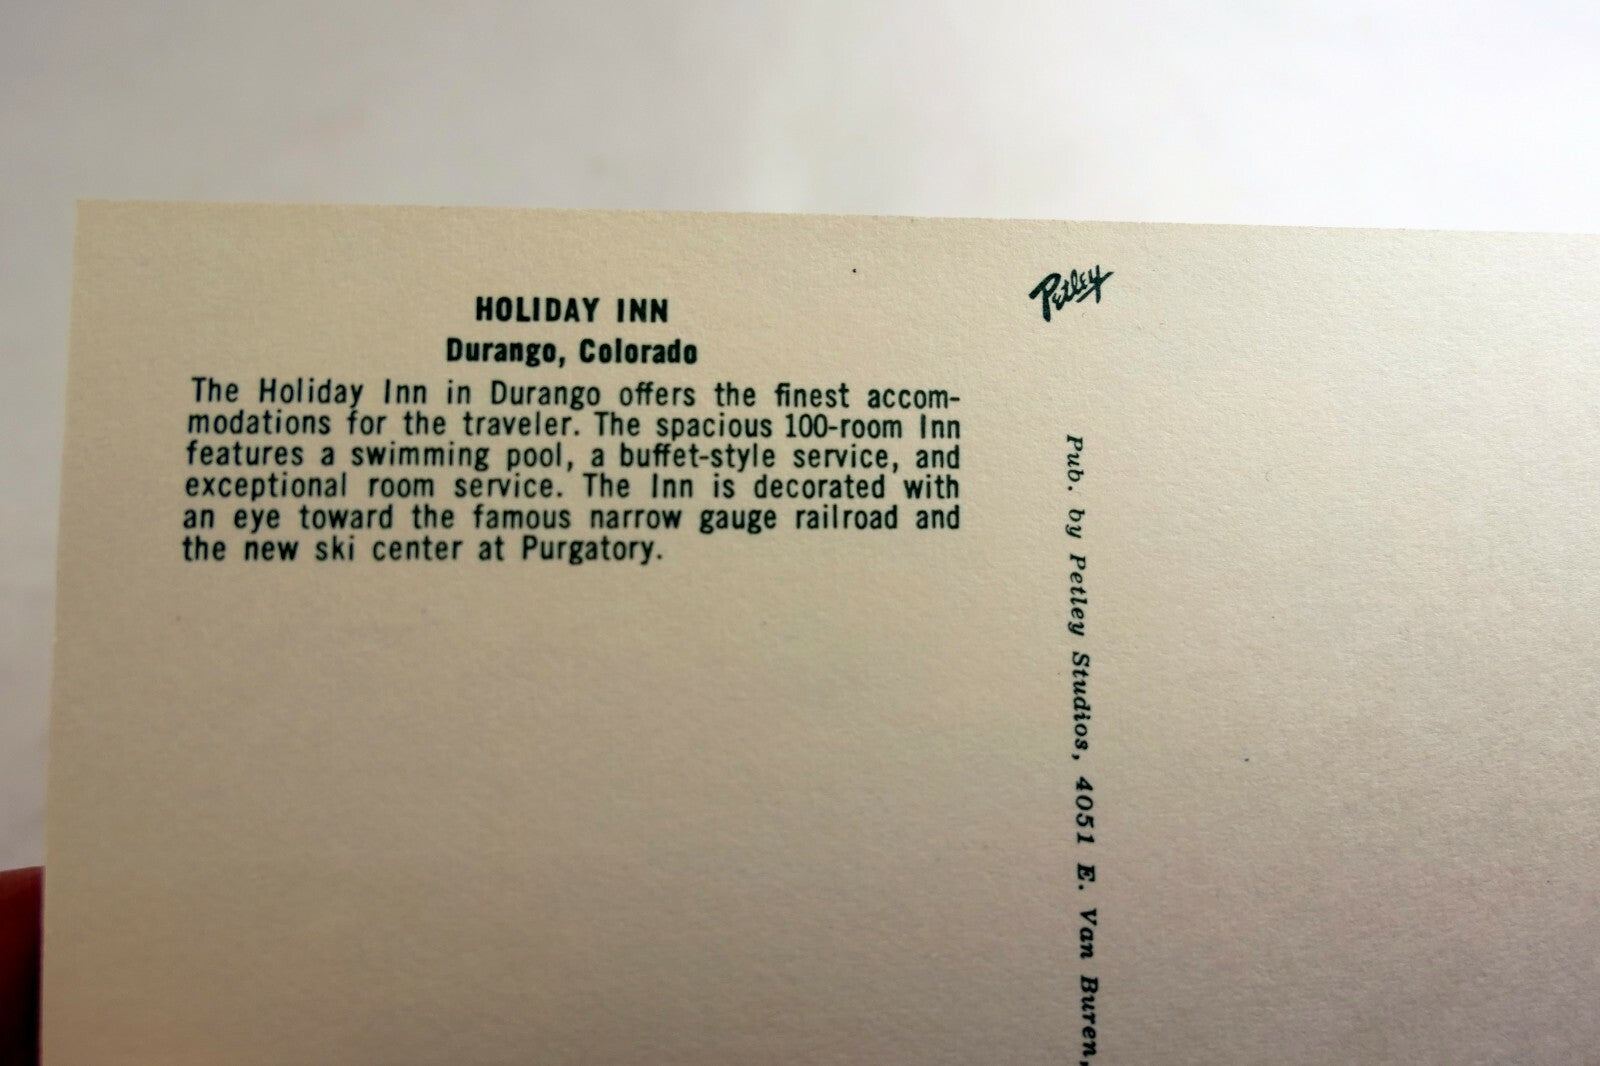 HOLIDAY INN
Durango, Colorado
The Holiday Inn in Durango offers the finest accom-
modations for the traveler. The spacious 100-room Inn
features a swimming pool, a buffet-style service, and
exceptional room service. The Inn is decorated with
an eye toward the famous narrow gauge railroad and
the new ski center at Purgatory.
Petley
Pub. by Petley Studios, 4051 E. Van Buren,